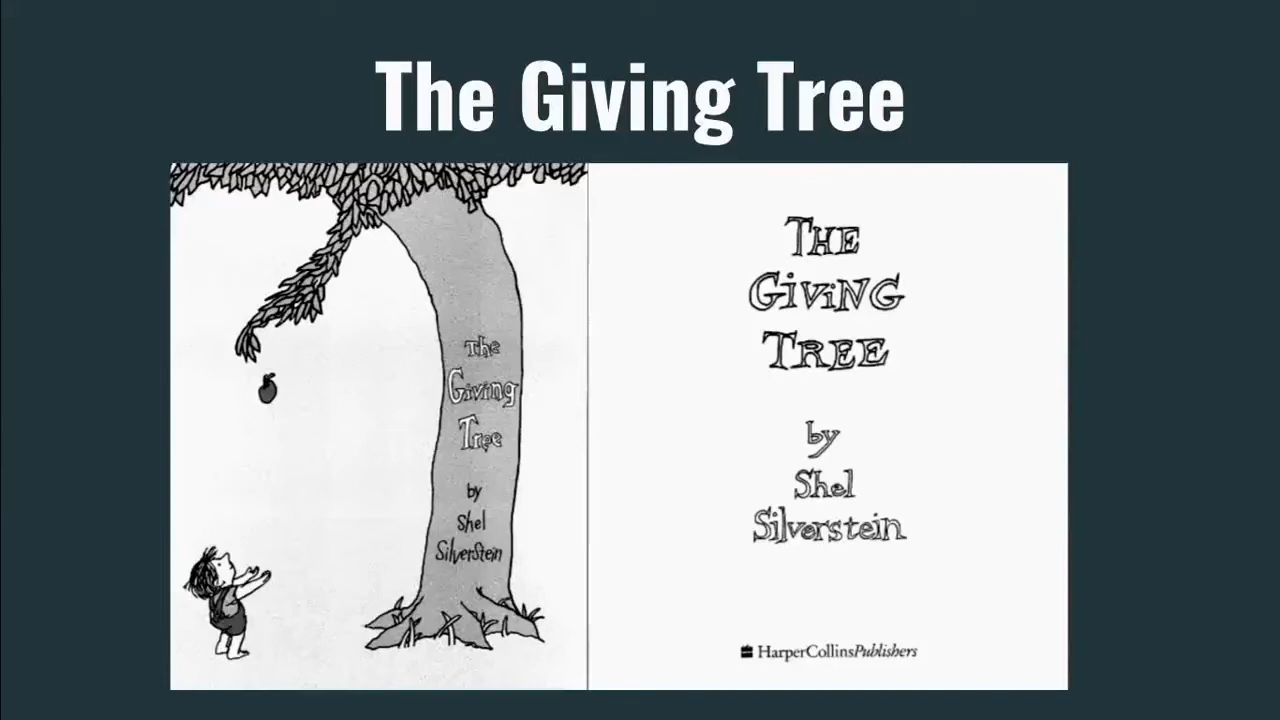 The Giving Tree
The
Giving
Tree
by
Shel
Silverstein
THE
GIVING
TREE
by
Shel
Silverstein
HarperCollinsPublishers